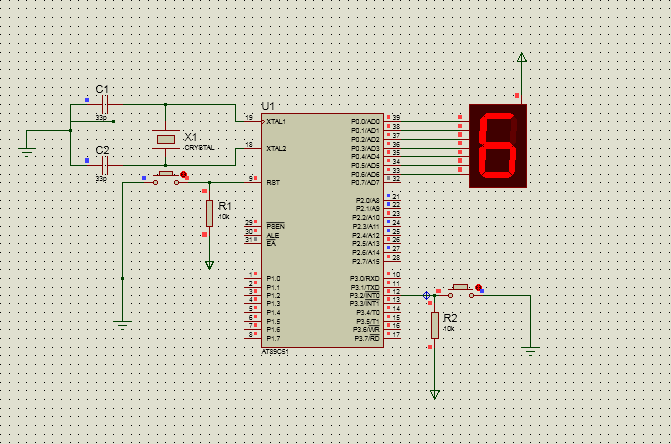 C1
33p
X1
CRYSTAL
C2
33p
R1
10k
U1
19 XTAL1
18 XTAL2
9 RST
29 PSEN
30 ALE
31 EA
1 P1.0
2 P1.1
3 P1.2
4 P1.3
5 P1.4
6 P1.5
7 P1.6
8 P1.7
P0.0/AD0 39
P0.1/AD1 38
P0.2/AD2 37
P0.3/AD3 36
P0.4/AD4 35
P0.5/AD5 34
P0.6/AD6 33
P0.7/AD7 32
P2.0/A8 21
P2.1/A9 22
P2.2/A10 23
P2.3/A11 24
P2.4/A12 25
P2.5/A13 26
P2.6/A14 27
P2.7/A15 28
P3.0/RXD 10
P3.1/TXD 11
P3.2/INT0 12
P3.3/INT1 13
P3.4/T0 14
P3.5/T1 15
P3.6/WR 16
P3.7/RD 17
AT89C51
6
R2
10k